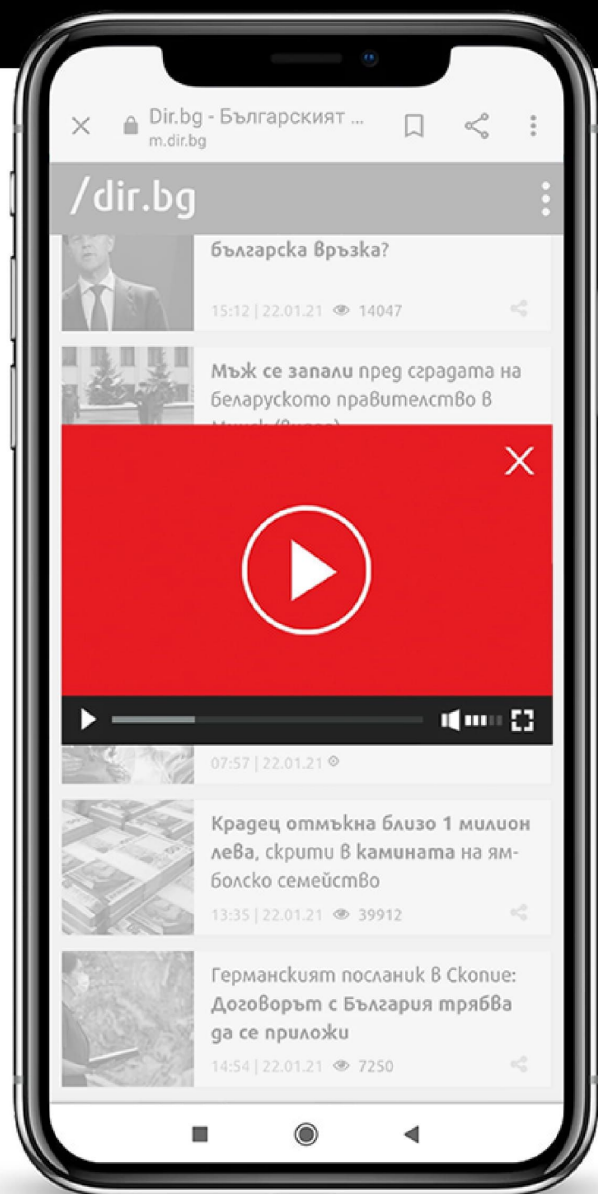 Dir.bg - Българският ...
m.dir.bg
/dir.bg
българска връзка?
15:12 | 22.01.21 14047
Мъж се запали пред сградата на
беларуското правителство в
07:57 | 22.01.21
Крадец отмъкна близо 1 милион
лева, скрити в камината на ям-
болско семейство
13:35 | 22.01.21 39912
Германският посланик в Скопие:
Договорът с България трябва
да се приложи
14:54 | 22.01.21 7250